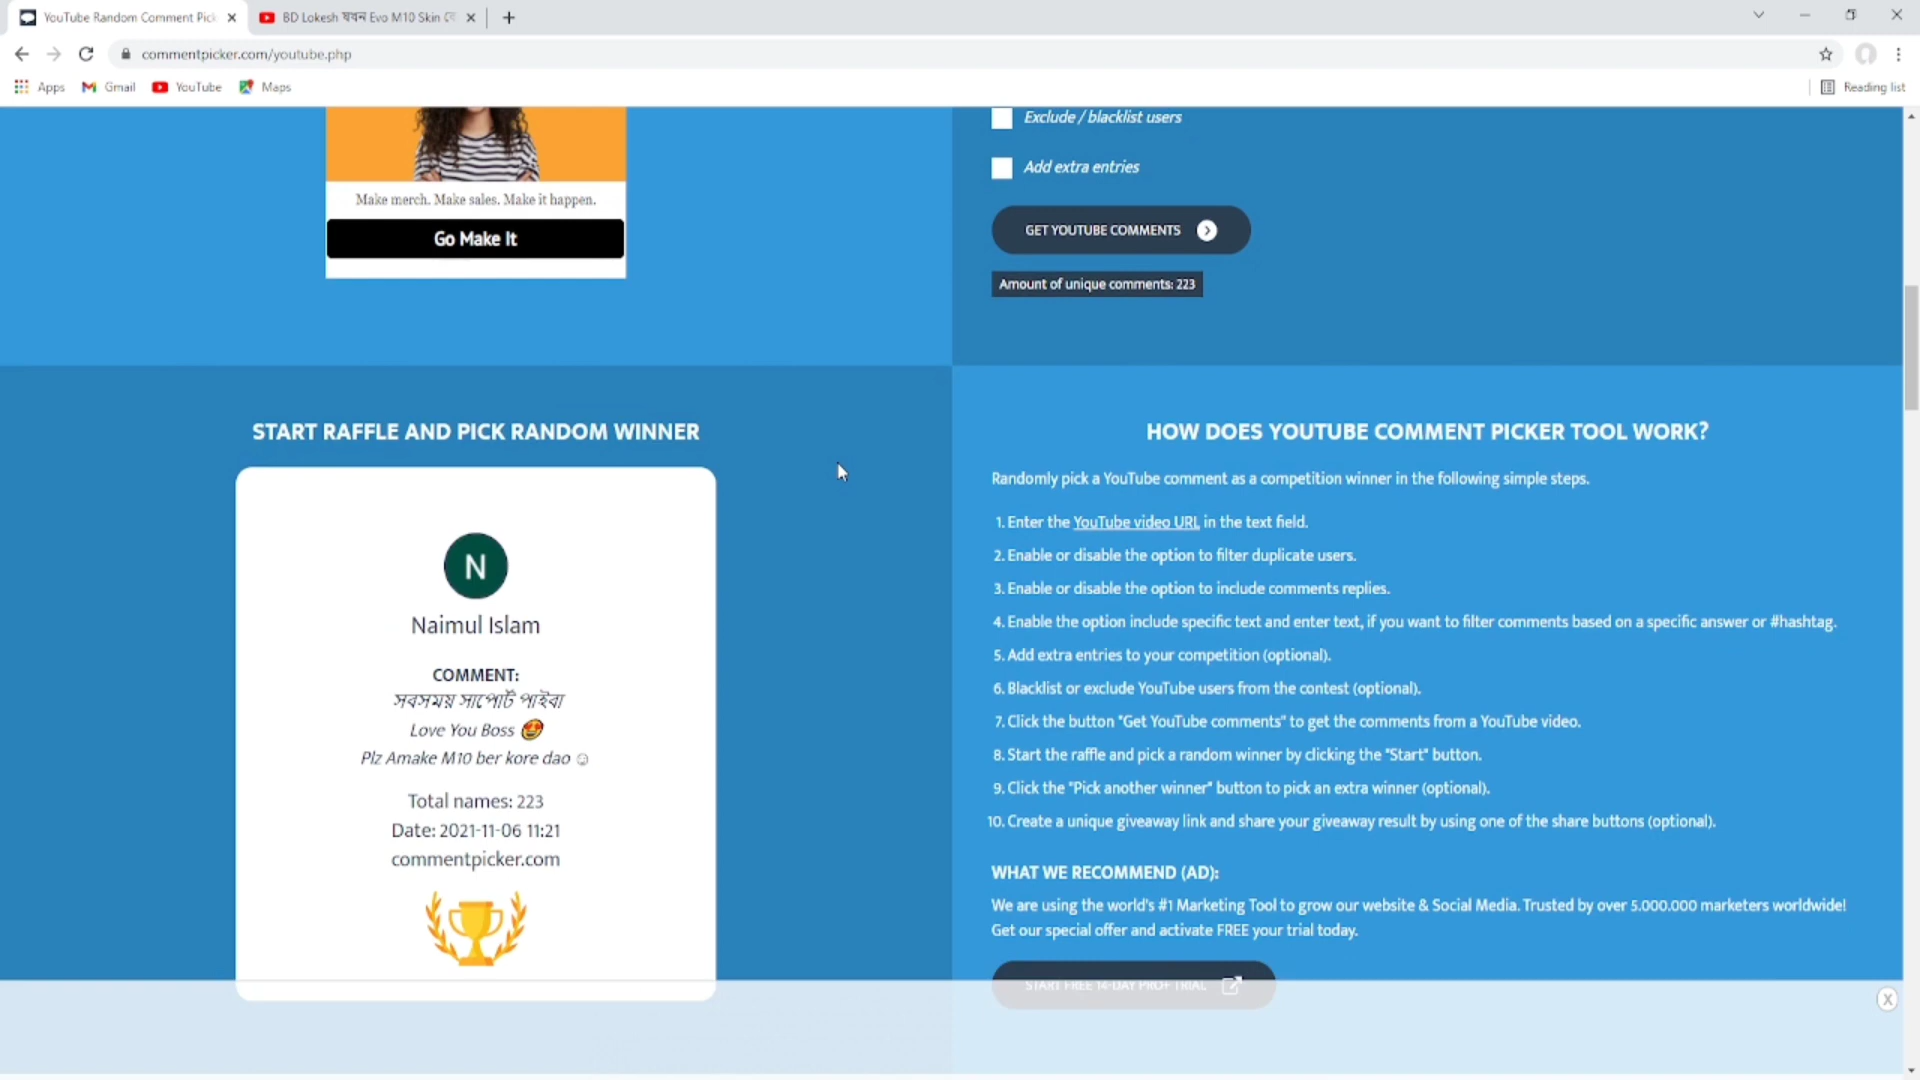 YouTube Random Comment Pick
BD Lokesh যখন Evo M10 Skin
commentpicker.com/youtube.php
Apps
Gmail
YouTube
Maps
Reading list
Make merch. Make sales. Make it happen.
Go Make It
Exclude / blacklist users
Add extra entries
GET YOUTUBE COMMENTS
Amount of unique comments: 223
START RAFFLE AND PICK RANDOM WINNER
N
Naimul Islam
COMMENT:
সবসময় সাপোর্ট পাইবা
Love You Boss 🤩
Plz Amake M10 ber kore dao ☺
Total names: 223
Date: 2021-11-06 11:21
commentpicker.com
HOW DOES YOUTUBE COMMENT PICKER TOOL WORK?
Randomly pick a YouTube comment as a competition winner in the following simple steps.
1. Enter the YouTube video URL in the text field.
2. Enable or disable the option to filter duplicate users.
3. Enable or disable the option to include comments replies.
4. Enable the option include specific text and enter text, if you want to filter comments based on a specific answer or #hashtag.
5. Add extra entries to your competition (optional).
6. Blacklist or exclude YouTube users from the contest (optional).
7. Click the button "Get YouTube comments" to get the comments from a YouTube video.
8. Start the raffle and pick a random winner by clicking the "Start" button.
9. Click the "Pick another winner" button to pick an extra winner (optional).
10. Create a unique giveaway link and share your giveaway result by using one of the share buttons (optional).
WHAT WE RECOMMEND (AD):
We are using the world's #1 Marketing Tool to grow our website & Social Media. Trusted by over 5.000.000 marketers worldwide!
Get our special offer and activate FREE your trial today.
START FREE 14-DAY PROF TRIAL
X